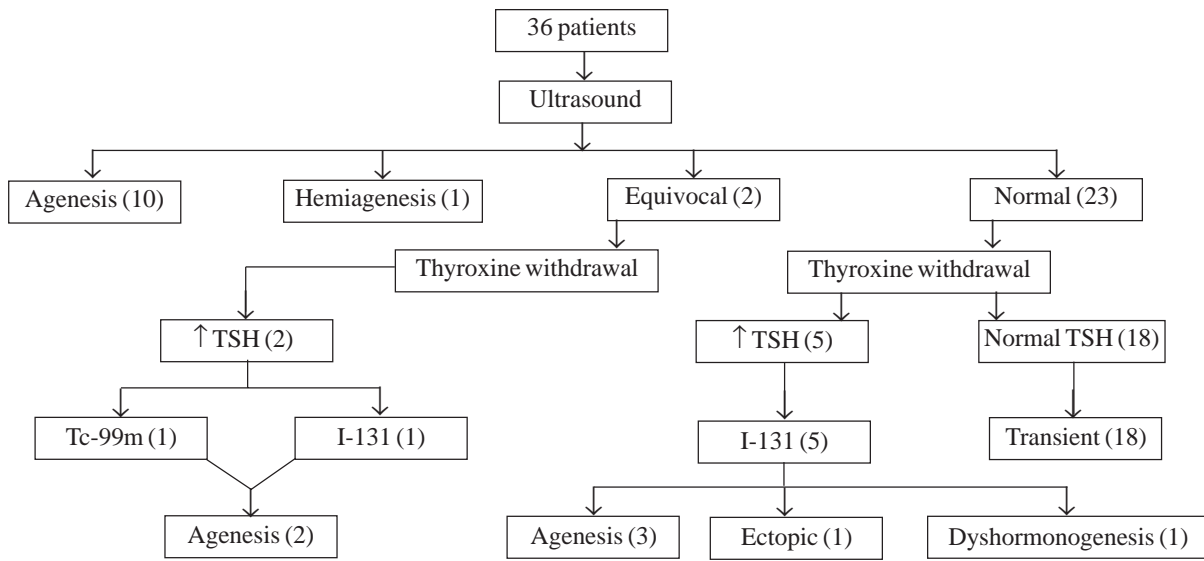 36 patients
Ultrasound
Agenesis (10)
Hemiagenesis (1)
Equivocal (2)
Normal (23)
Thyroxine withdrawal
Thyroxine withdrawal
↑ TSH (2)
↑ TSH (5)
Normal TSH (18)
Tc-99m (1)
I-131 (1)
I-131 (5)
Transient (18)
Agenesis (2)
Agenesis (3)
Ectopic (1)
Dyshormonogenesis (1)